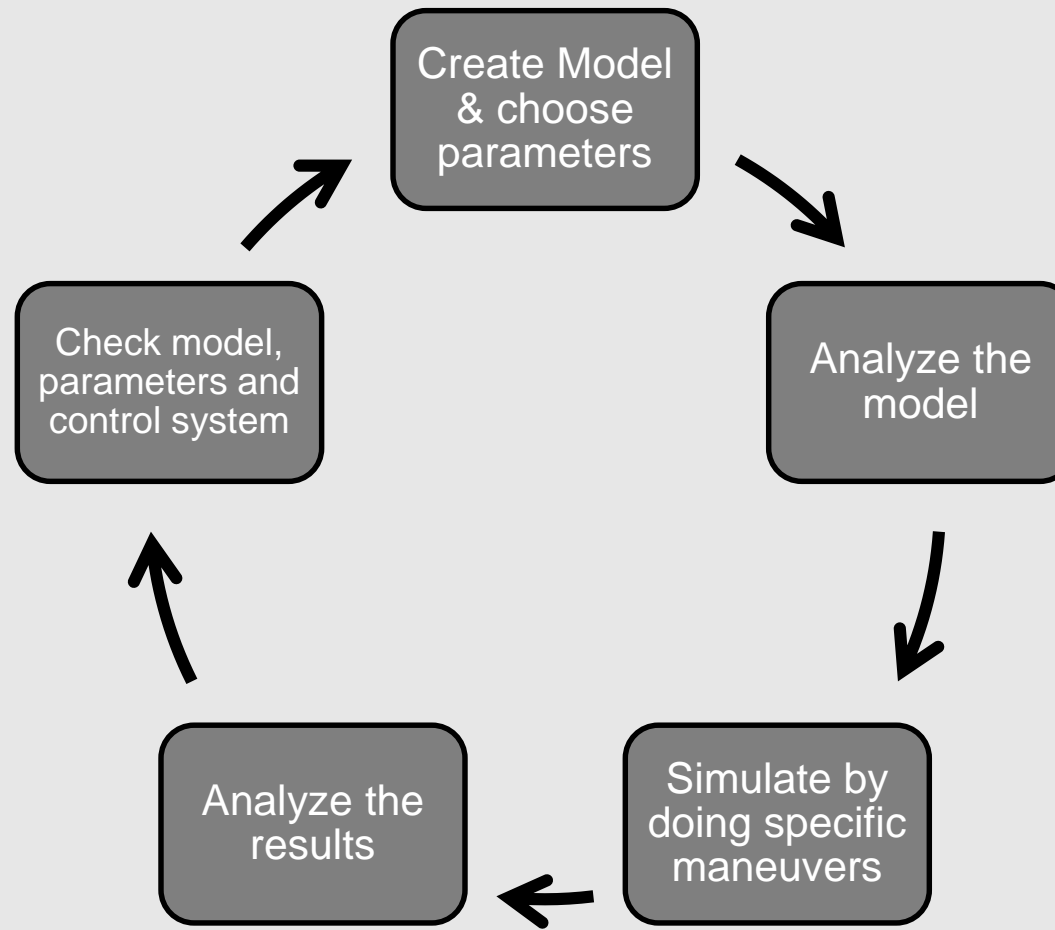 Create Model
& choose
parameters
Analyze the
model
Simulate by
doing specific
maneuvers
Analyze the
results
Check model,
parameters and
control system